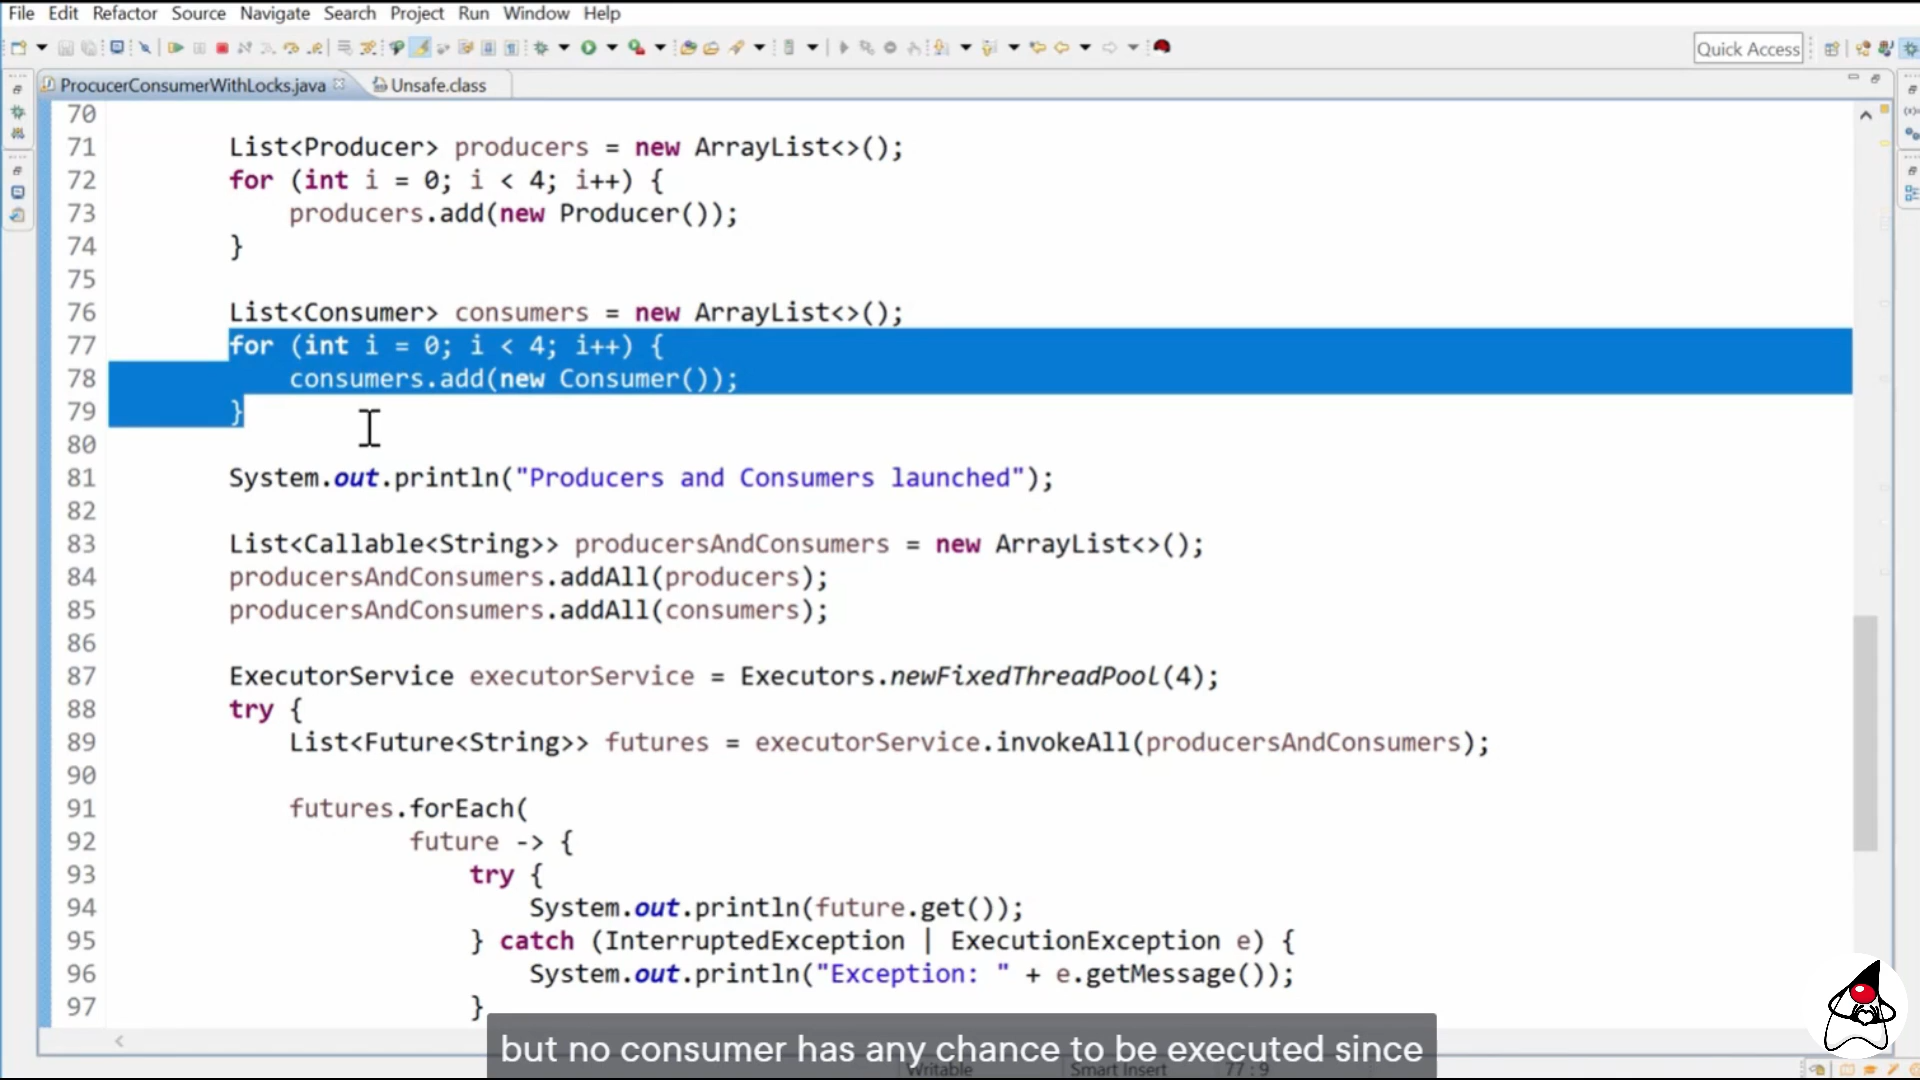 File Edit Refactor Source Navigate Search Project Run Window Help
Quick Access
ProcucerConsumerWithLocks.java Unsafe.class
70
71 List<Producer> producers = new ArrayList<>();
72 for (int i = 0; i < 4; i++) {
73 producers.add(new Producer());
74 }
75
76 List<Consumer> consumers = new ArrayList<>();
77 for (int i = 0; i < 4; i++) {
78 consumers.add(new Consumer());
79 }
80
81 System.out.println("Producers and Consumers launched");
82
83 List<Callable<String>> producersAndConsumers = new ArrayList<>();
84 producersAndConsumers.addAll(producers);
85 producersAndConsumers.addAll(consumers);
86
87 ExecutorService executorService = Executors.newFixedThreadPool(4);
88 try {
89 List<Future<String>> futures = executorService.invokeAll(producersAndConsumers);
90
91 futures.forEach(
92 future -> {
93 try {
94 System.out.println(future.get());
95 } catch (InterruptedException | ExecutionException e) {
96 System.out.println("Exception: " + e.getMessage());
97 }
but no consumer has any chance to be executed since
Writable Smart Insert 77 : 9